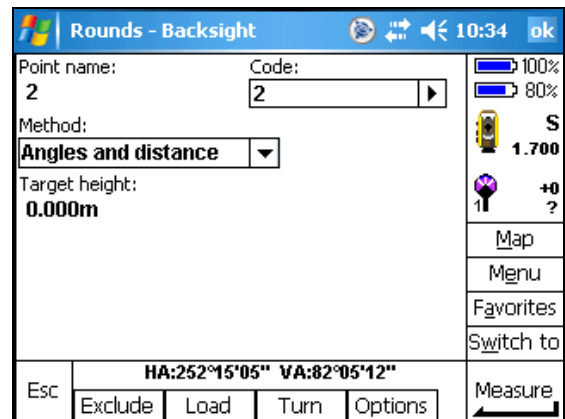 Rounds - Backsight 10:34 ok
Point name: Code:
2 2
Method:
Angles and distance
Target height:
0.000m
100%
80%
S
1.700
+0
1 ?
Map
Menu
Favorites
Switch to
HA:252°15'05" VA:82°05'12"
Esc Exclude Load Turn Options Measure